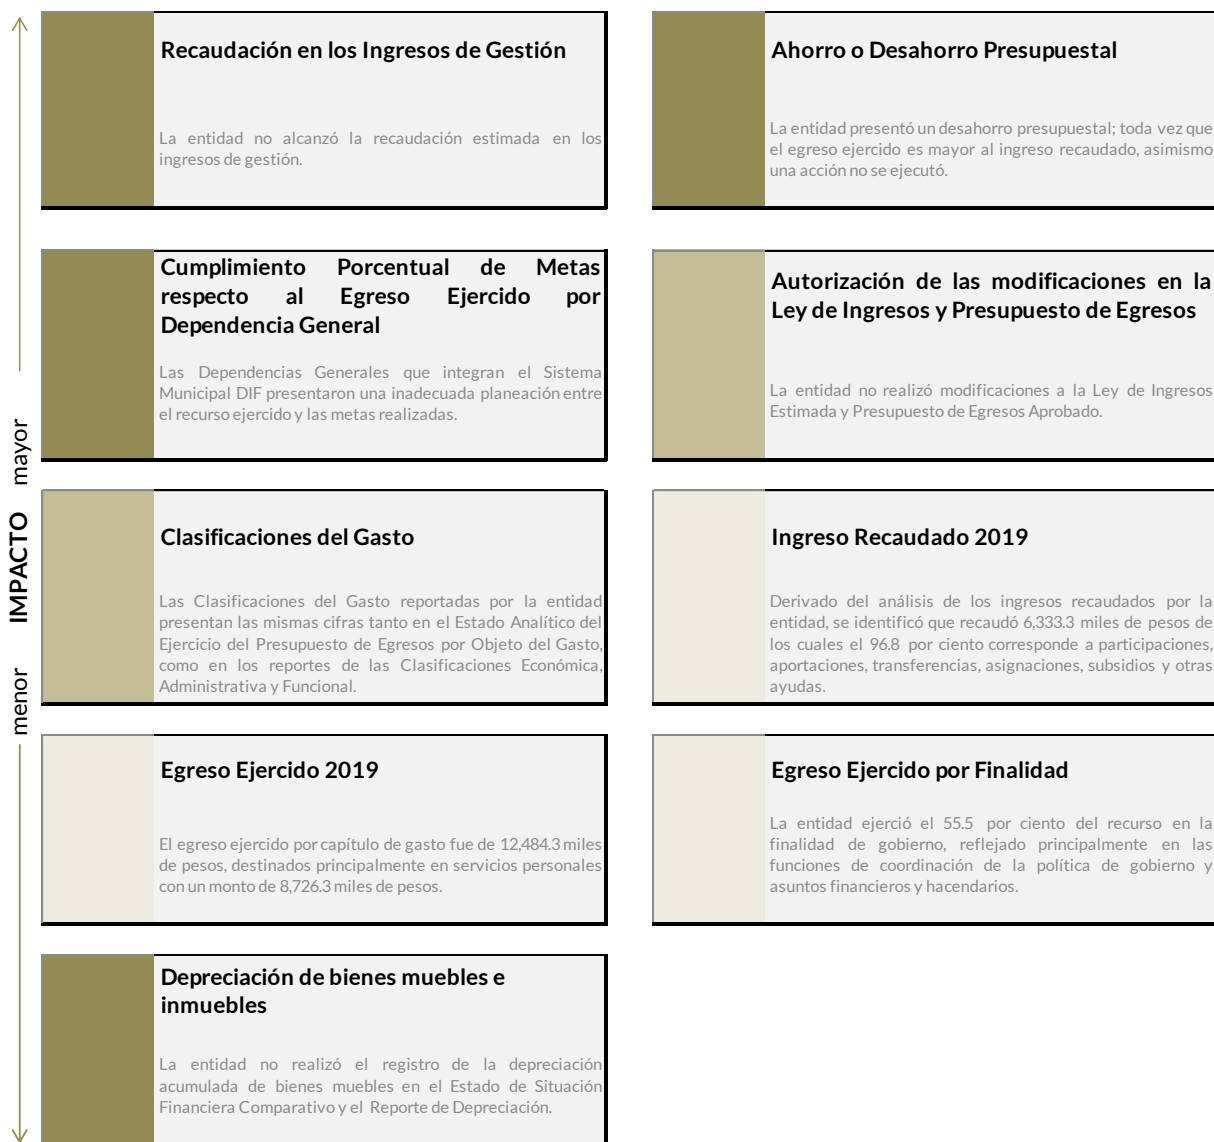 Recaudación en los Ingresos de Gestión
La entidad no alcanzó la recaudación estimada en los
ingresos de gestión.
Ahorro o Desahorro Presupuestal
La entidad presentó un desahorro presupuestal; toda vez que
el egreso ejercido es mayor al ingreso recaudado, asimismo
una acción no se ejecutó.
Cumplimiento Porcentual de Metas
respecto al Egreso Ejercido por
Dependencia General
Las Dependencias Generales que integran el Sistema
Municipal DIF presentaron una inadecuada planeación entre
el recurso ejercido y las metas realizadas.
Autorización de las modificaciones en la
Ley de Ingresos y Presupuesto de Egresos
La entidad no realizó modificaciones a la Ley de Ingresos
Estimada y Presupuesto de Egresos Aprobado.
menor IMPACTO mayor
Clasificaciones del Gasto
Las Clasificaciones del Gasto reportadas por la entidad
presentan las mismas cifras tanto en el Estado Analítico del
Ejercicio del Presupuesto de Egresos por Objeto del Gasto,
como en los reportes de las Clasificaciones Económica,
Administrativa y Funcional.
Ingreso Recaudado 2019
Derivado del análisis de los ingresos recaudados por la
entidad, se identificó que recaudó 6,333.3 miles de pesos de
los cuales el 96.8 por ciento corresponde a participaciones,
aportaciones, transferencias, asignaciones, subsidios y otras
ayudas.
Egreso Ejercido 2019
El egreso ejercido por capítulo de gasto fue de 12,484.3 miles
de pesos, destinados principalmente en servicios personales
con un monto de 8,726.3 miles de pesos.
Egreso Ejercido por Finalidad
La entidad ejerció el 55.5 por ciento del recurso en la
finalidad de gobierno, reflejado principalmente en las
funciones de coordinación de la política de gobierno y
asuntos financieros y hacendarios.
Depreciación de bienes muebles e
inmuebles
La entidad no realizó el registro de la depreciación
acumulada de bienes muebles en el Estado de Situación
Financiera Comparativo y el Reporte de Depreciación.